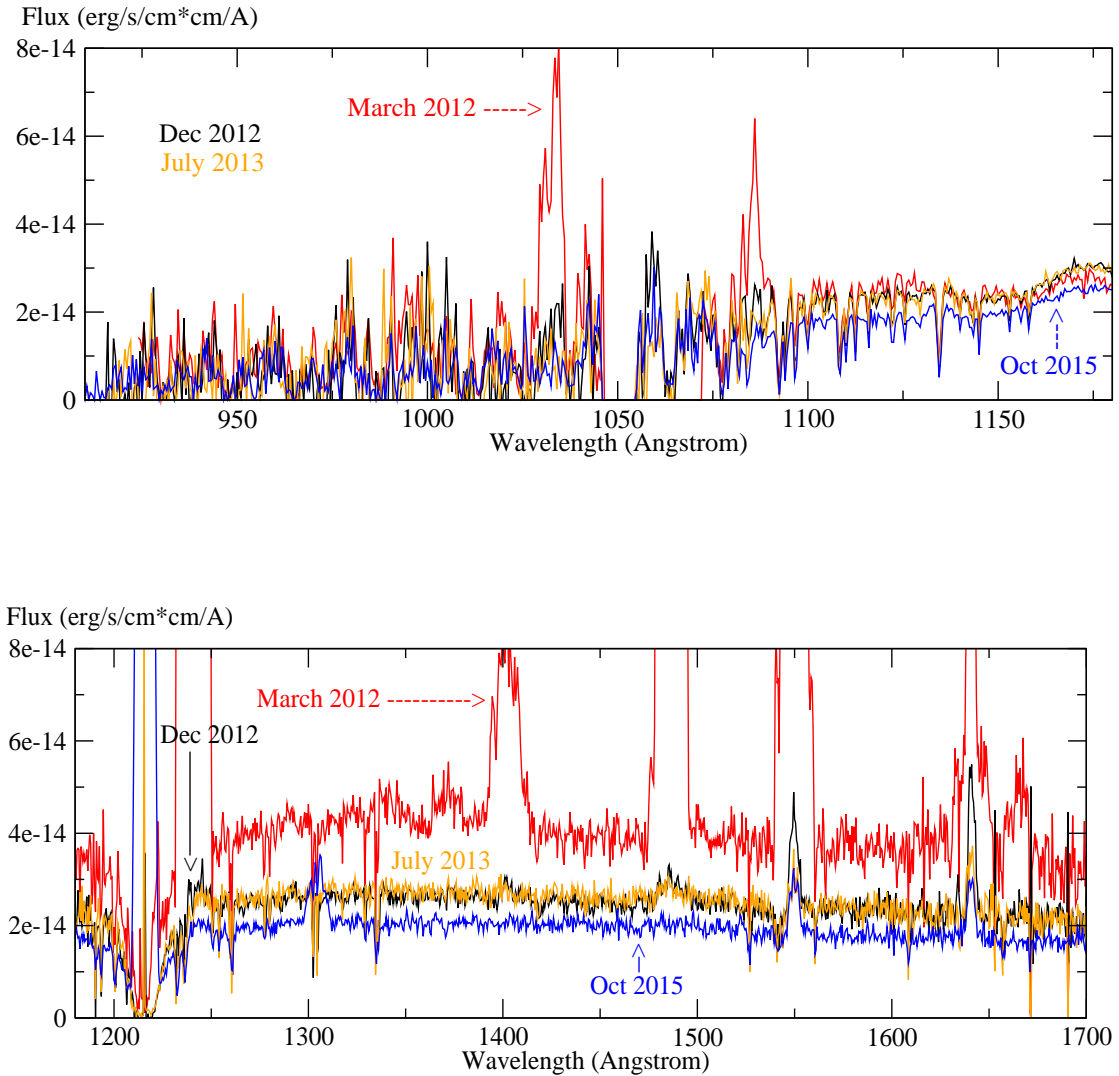 Flux (erg/s/cm*cm/A)
8e-14
6e-14
4e-14
2e-14
0
March 2012 ----->
Dec 2012
July 2013
Oct 2015
950 1000 1050 1100 1150
Wavelength (Angstrom)
Flux (erg/s/cm*cm/A)
8e-14
6e-14
4e-14
2e-14
0
March 2012 ---------->
Dec 2012
July 2013
Oct 2015
1200 1300 1400 1500 1600 1700
Wavelength (Angstrom)